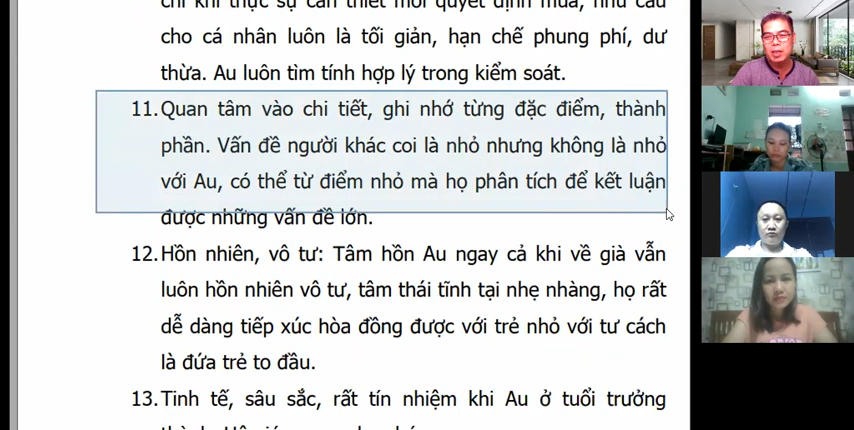 chỉ khi thực sự cần thiết mới quyết định mua, nhu cầu
cho cá nhân luôn là tối giản, hạn chế phung phí, dư
thừa. Au luôn tìm tính hợp lý trong kiểm soát.
11. Quan tâm vào chi tiết, ghi nhớ từng đặc điểm, thành
phần. Vấn đề người khác coi là nhỏ nhưng không là nhỏ
với Au, có thể từ điểm nhỏ mà họ phân tích để kết luận
được những vấn đề lớn.
12. Hồn nhiên, vô tư: Tâm hồn Au ngay cả khi về già vẫn
luôn hồn nhiên vô tư, tâm thái tĩnh tại nhẹ nhàng, họ rất
dễ dàng tiếp xúc hòa đồng được với trẻ nhỏ với tư cách
là đứa trẻ to đầu.
13. Tinh tế, sâu sắc, rất tín nhiệm khi Au ở tuổi trưởng